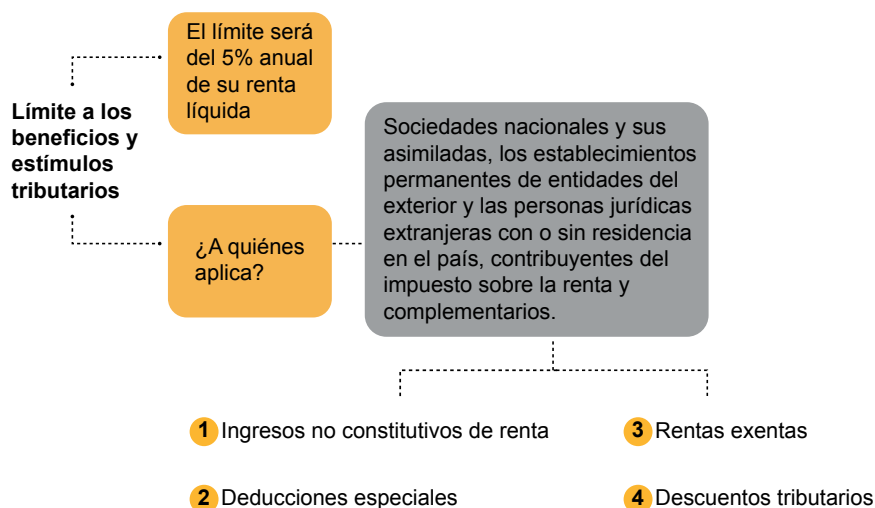 Límite a los
beneficios y
estímulos
tributarios
El límite será
del 5% anual
de su renta
líquida
¿A quiénes
aplica?
Sociedades nacionales y sus
asimiladas, los establecimientos
permanentes de entidades del
exterior y las personas jurídicas
extranjeras con o sin residencia
en el país, contribuyentes del
impuesto sobre la renta y
complementarios.
1 Ingresos no constitutivos de renta
2 Deducciones especiales
3 Rentas exentas
4 Descuentos tributarios